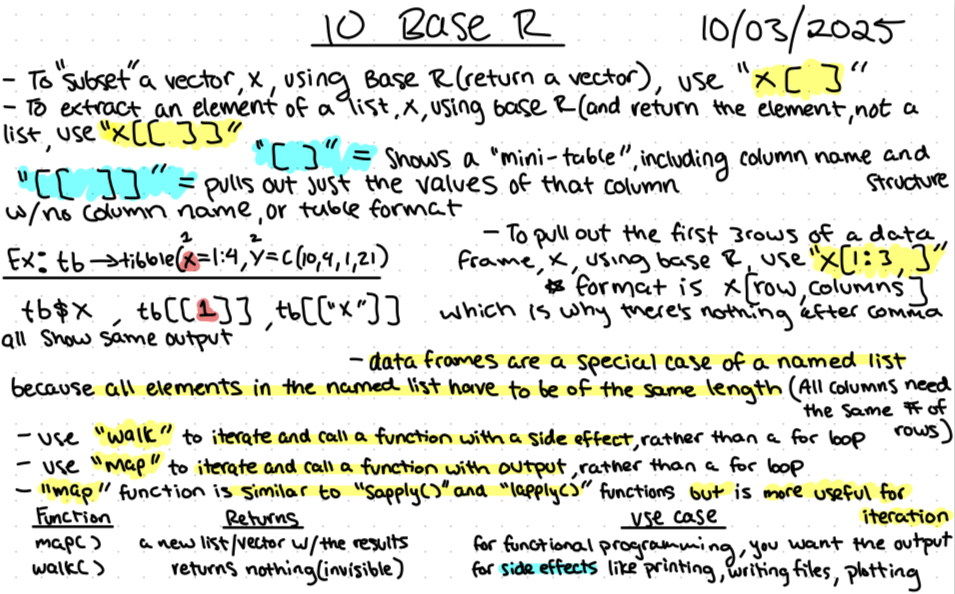 10 Base R 10/03/2025
- To "subset" a vector, x, using Base R (return a vector), use "x[ ]"
- To extract an element of a list, x, using base R (and return the element, not a
list, use "x[[ ]]"
"[ ]" = Shows a "mini-table", including column name and
structure
"[[ ]]" = pulls out just the values of that column
w/no column name, or table format
Ex: tb → tibble(x=1:4, y=c(10,4,1,21)
2 2
tb$x , tb[[1]] , tb[["x"]]
all show same output
- To pull out the first 3 rows of a data
frame, x, using base R, use "x[1:3, ]"
* format is x[row, columns]
which is why there's nothing after comma
- data frames are a special case of a named list
because all elements in the named list have to be of the same length (All columns need
the same # of
rows)
- use "walk" to iterate and call a function with a side effect, rather than a for loop
- use "map" to iterate and call a function with output, rather than a for loop
- "map" function is similar to "sapply()" and "lapply()" functions but is more useful for
iteration
Function Returns use case
map() a new list/vector w/the results for functional programming, you want the output
walk() returns nothing (invisible) for side effects like printing, writing files, plotting